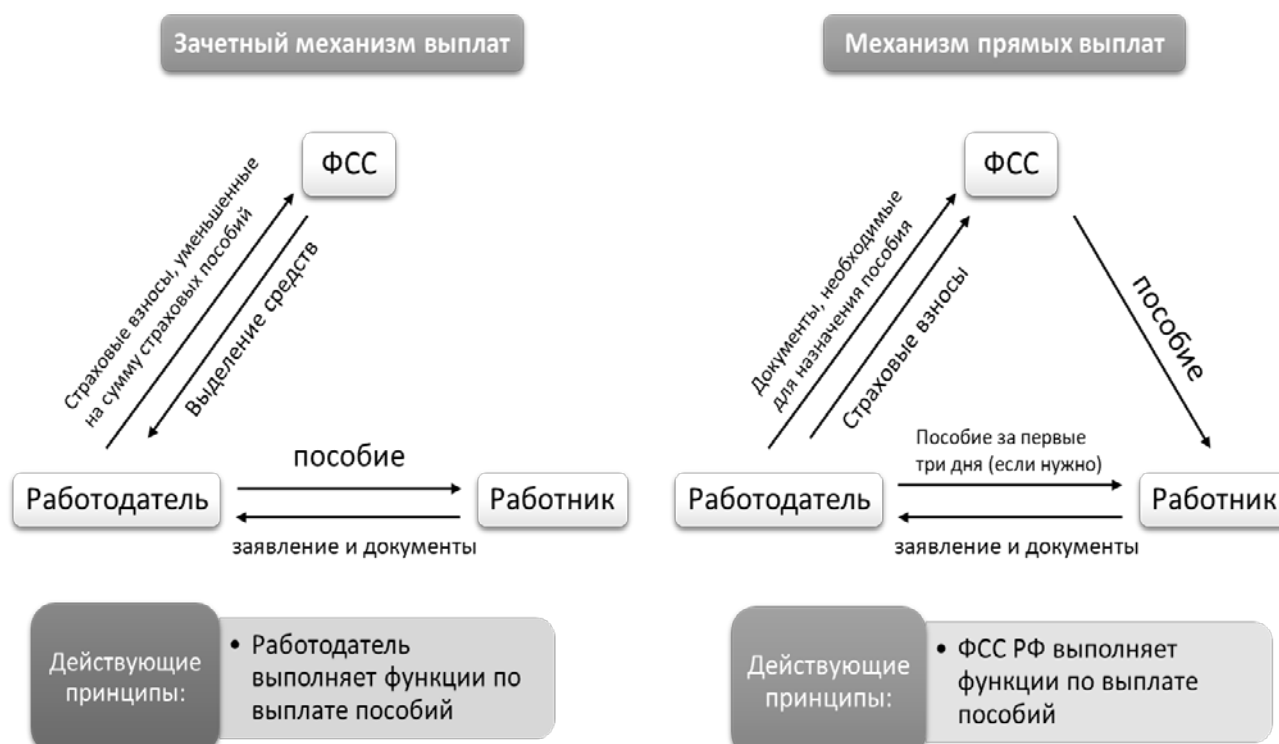 Зачетный механизм выплат
ФСС
Страховые взносы, уменьшенные
на сумму страховых пособий
Выделение средств
пособие
Работодатель
Работник
заявление и документы
Действующие
принципы:
• Работодатель
выполняет функции по
выплате пособий
Механизм прямых выплат
ФСС
Документы, необходимые
для назначения пособия
Страховые взносы
пособие
Пособие за первые
три дня (если нужно)
Работодатель
Работник
заявление и документы
Действующие
принципы:
• ФСС РФ выполняет
функции по выплате
пособий